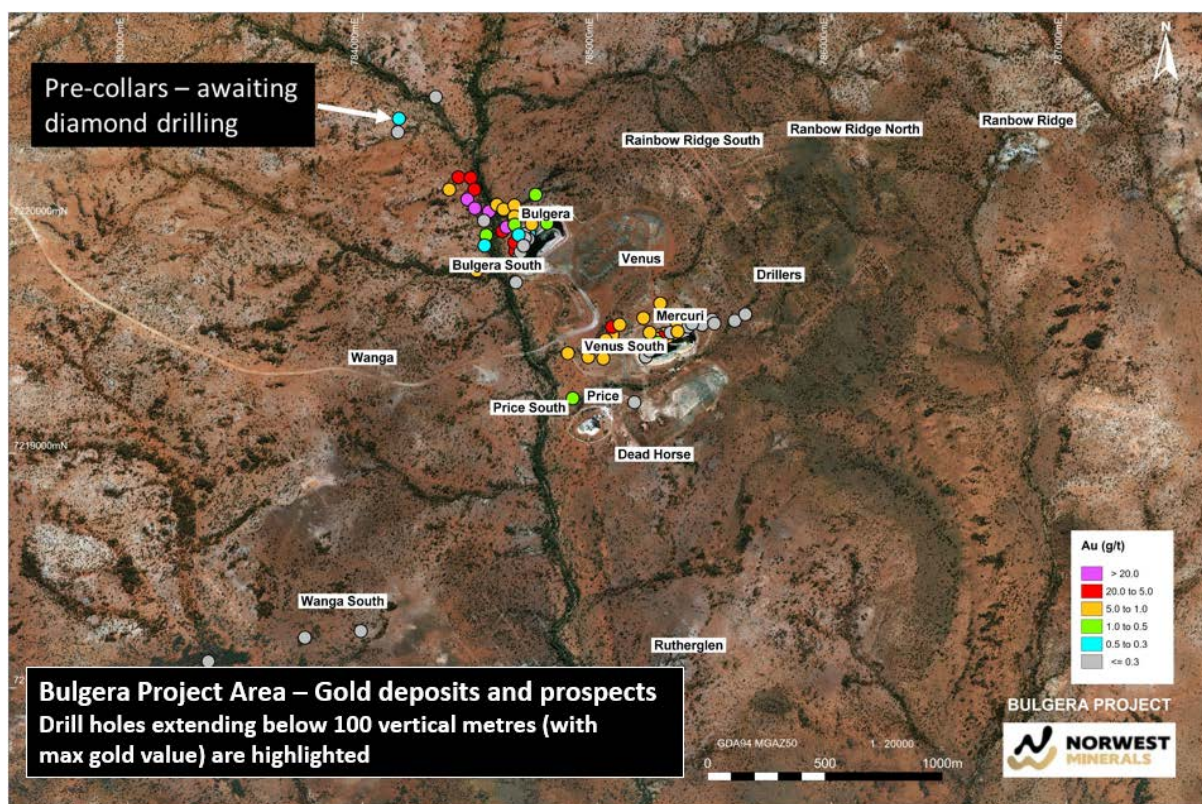 783000mE
784000mE
785000mE
786000mE
787000mE
N
Pre-collars – awaiting
diamond drilling
Rainbow Ridge South
Ranbow Ridge North
Ranbow Ridge
7220000mN
Bulgera
Bulgera South
Venus
Drillers
Mercuri
Venus South
Wanga
Price South
Price
7219000mN
Dead Horse
Wanga South
Rutherglen
Au (g/t)
> 20.0
20.0 to 5.0
5.0 to 1.0
1.0 to 0.5
0.5 to 0.3
<= 0.3
Bulgera Project Area – Gold deposits and prospects
Drill holes extending below 100 vertical metres (with
max gold value) are highlighted
BULGERA PROJECT
NORWEST
MINERALS
GDA94 MGAZ50
1 : 20000
0
500
1000m